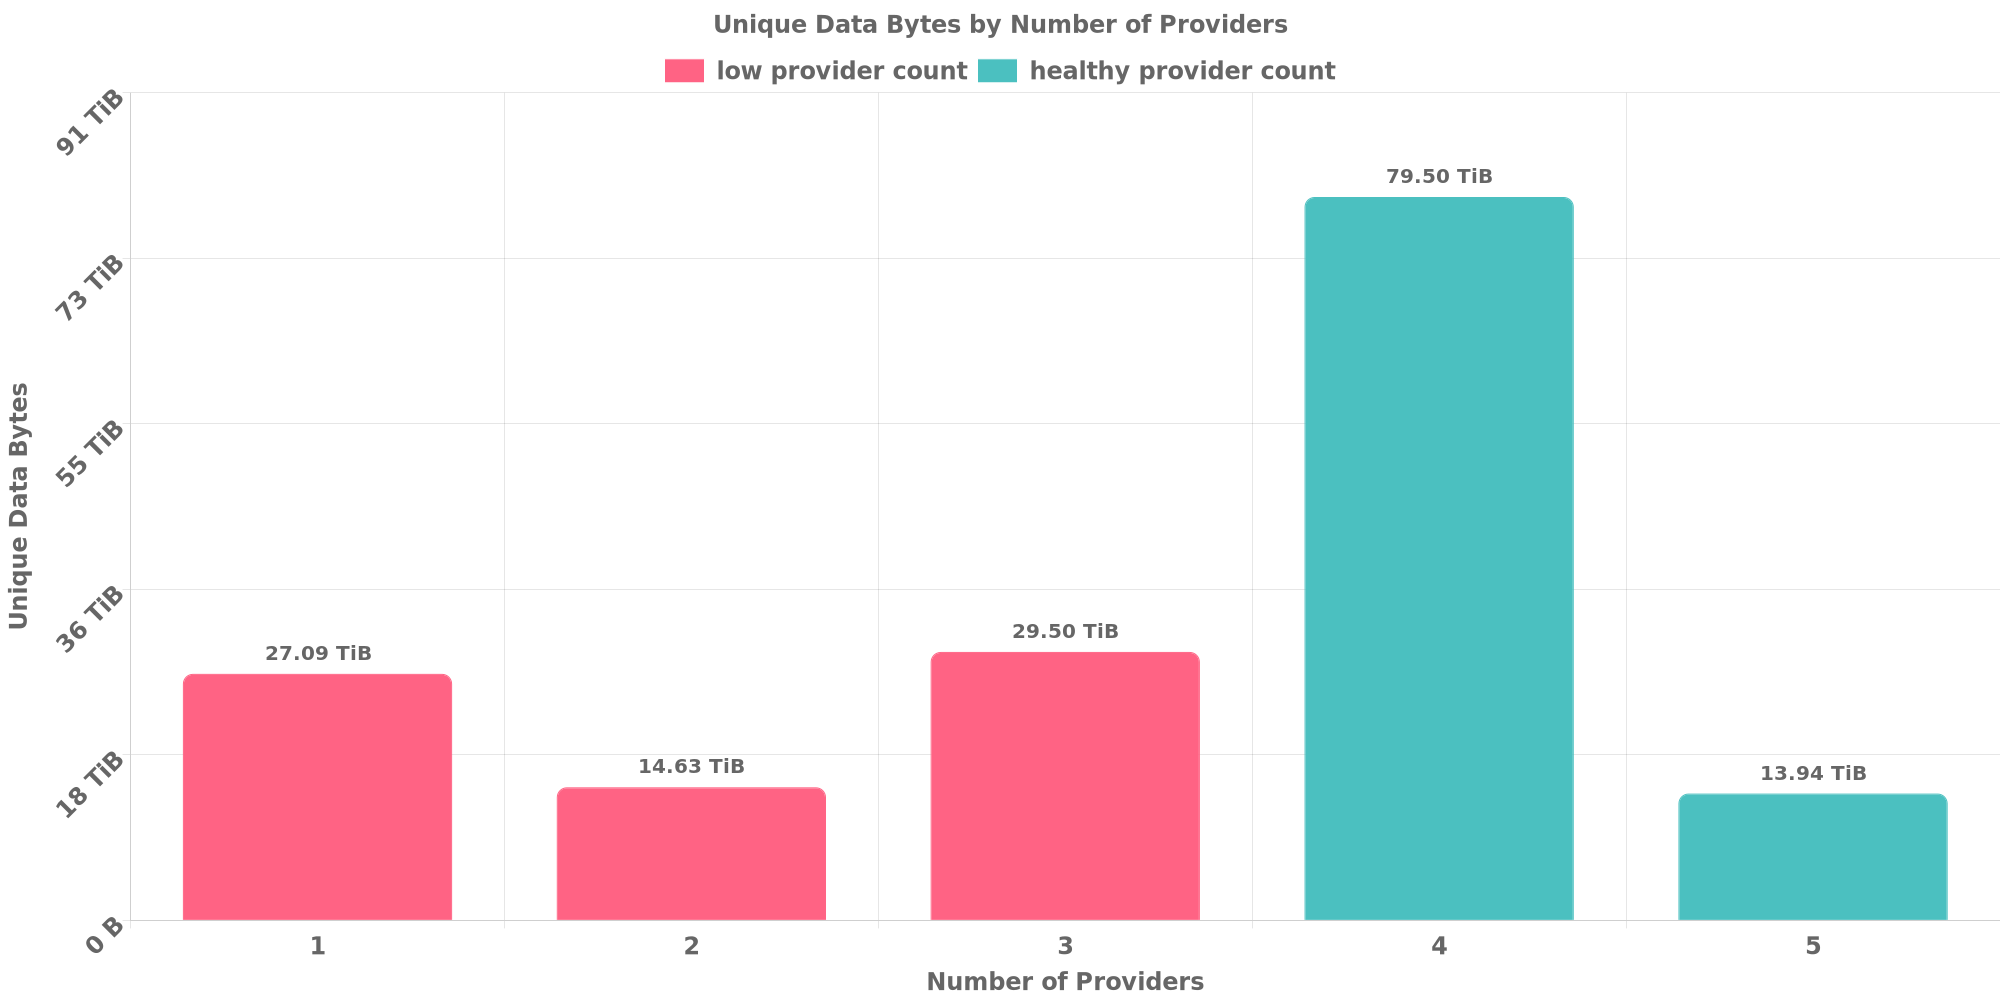 Unique Data Bytes by Number of Providers
low provider count healthy provider count
91 TiB
73 TiB
55 TiB
36 TiB
18 TiB
0 B
Unique Data Bytes
27.09 TiB
14.63 TiB
29.50 TiB
79.50 TiB
13.94 TiB
1 2 3 4 5
Number of Providers